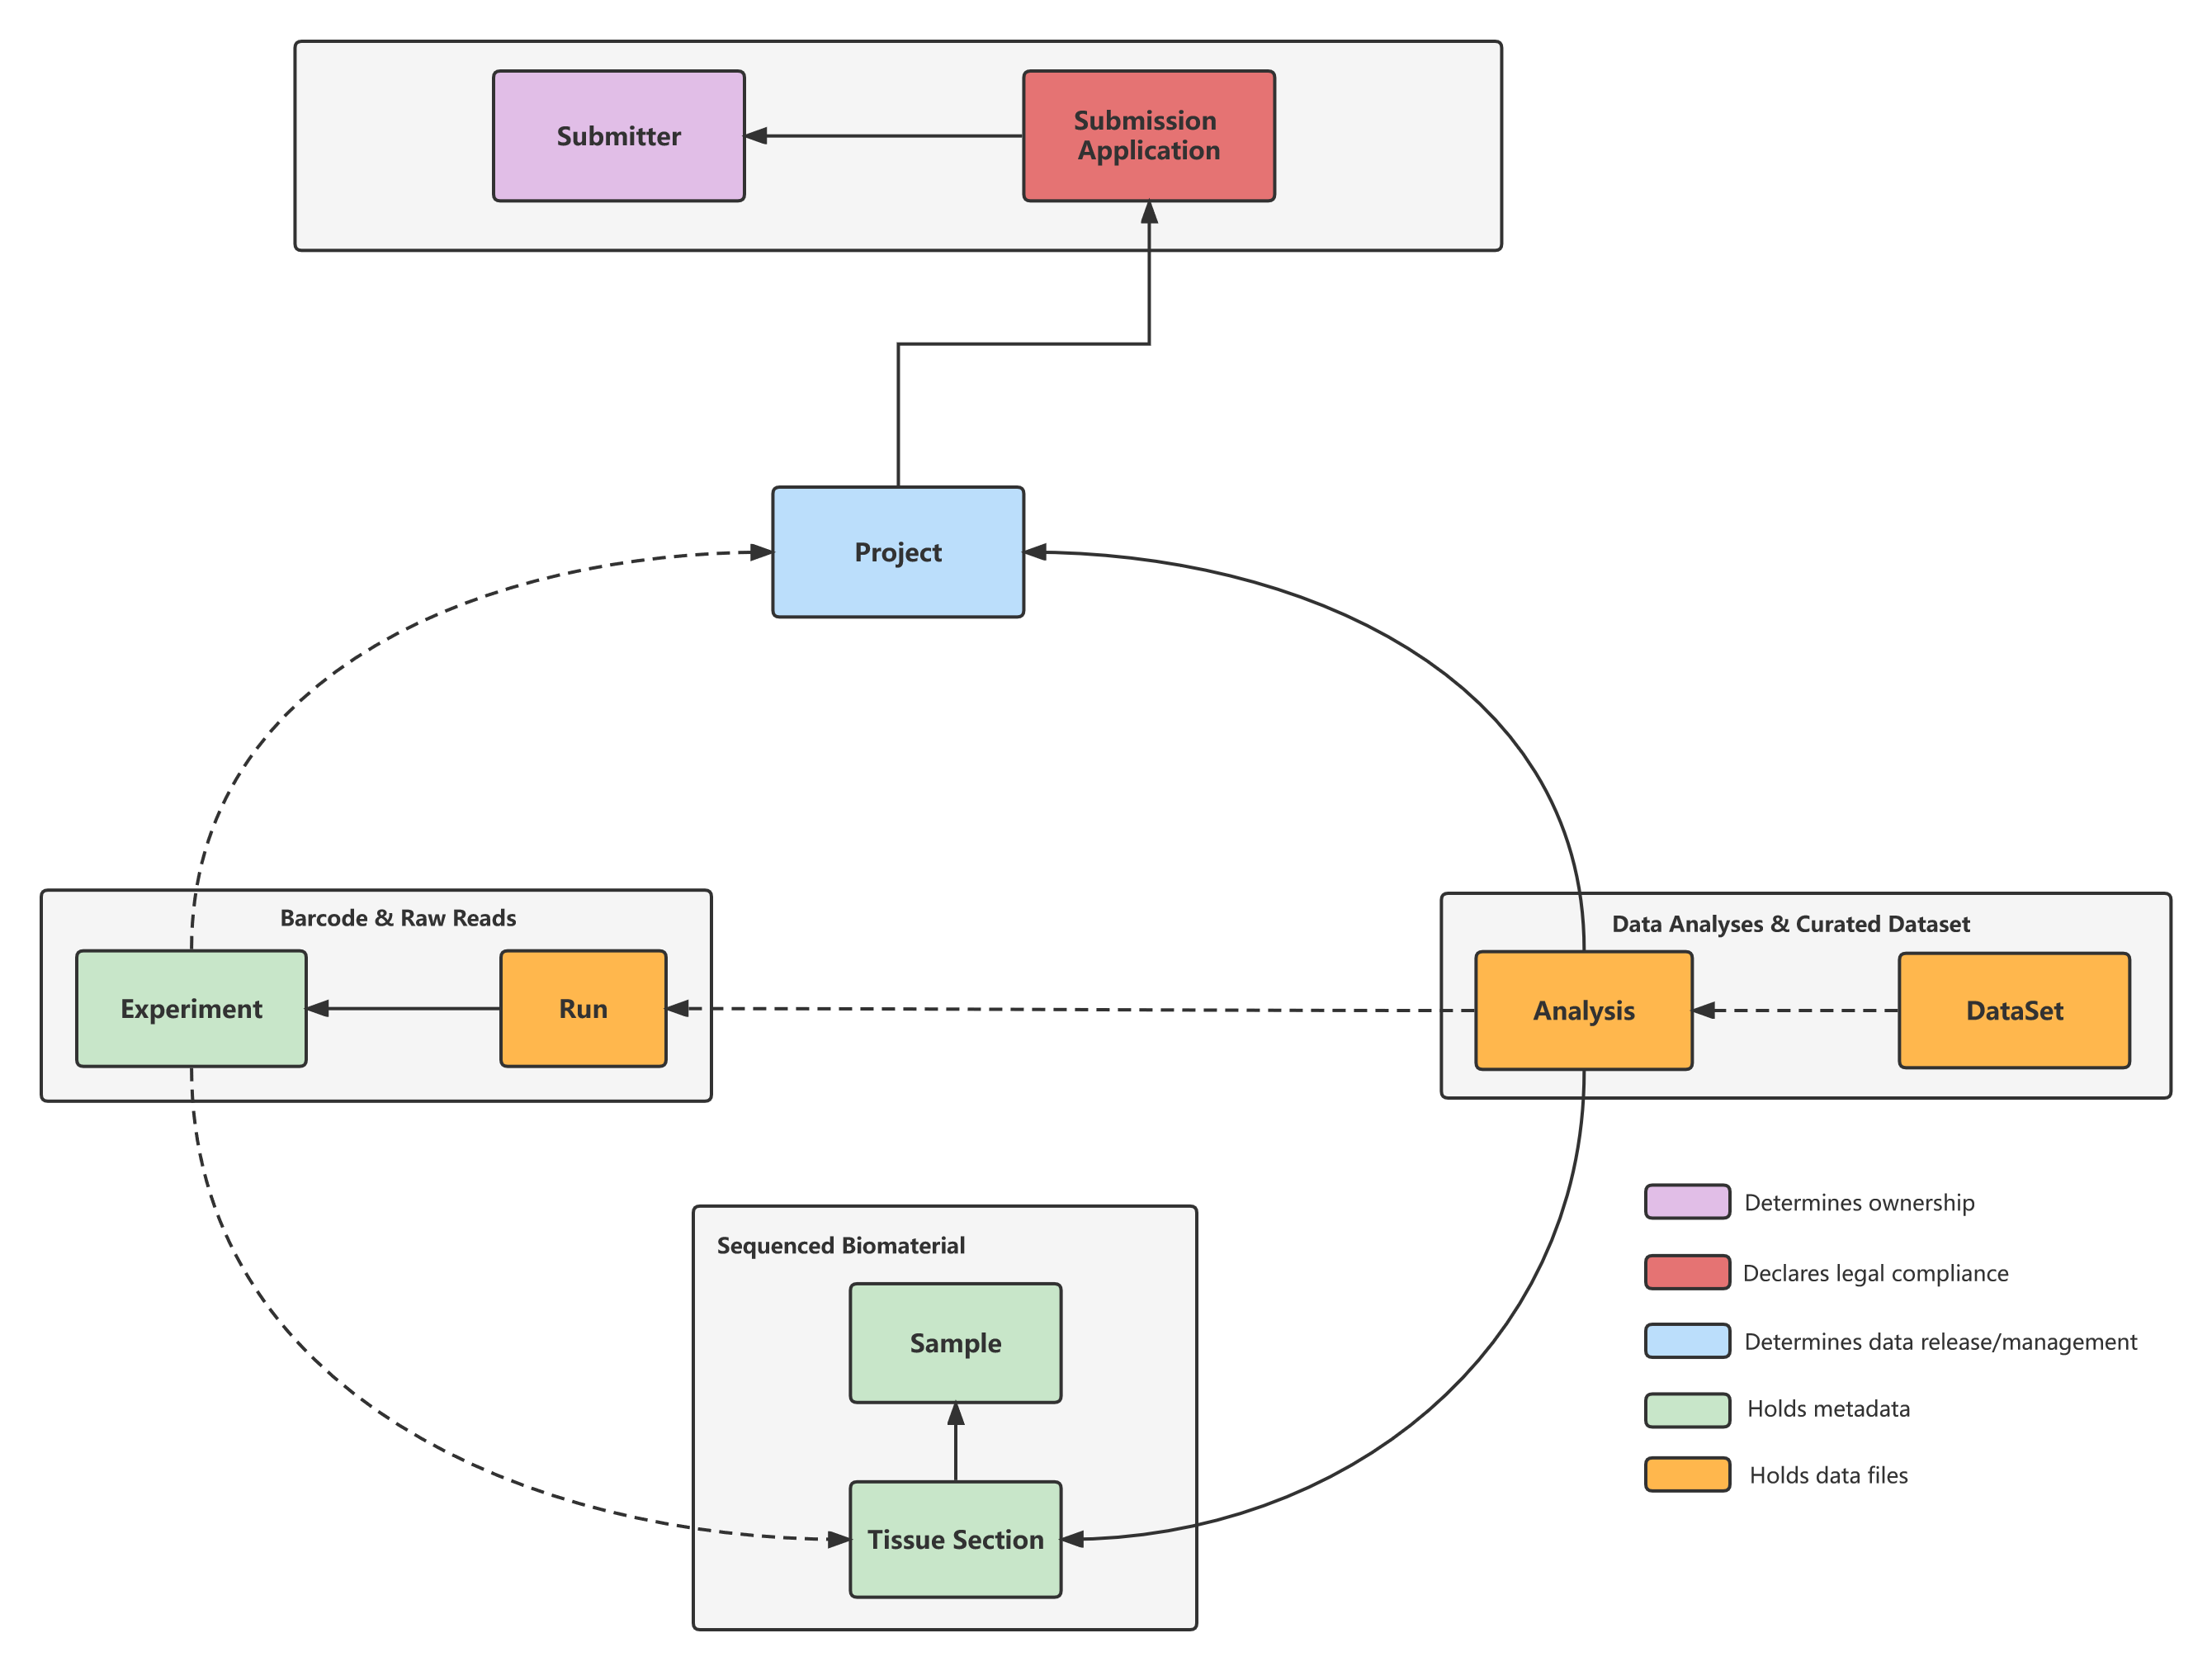 Submitter
Submission
Application
Project
Barcode & Raw Reads
Experiment
Run
Data Analyses & Curated Dataset
Analysis
DataSet
Sequenced Biomaterial
Sample
Tissue Section
Determines ownership
Declares legal compliance
Determines data release/management
Holds metadata
Holds data files